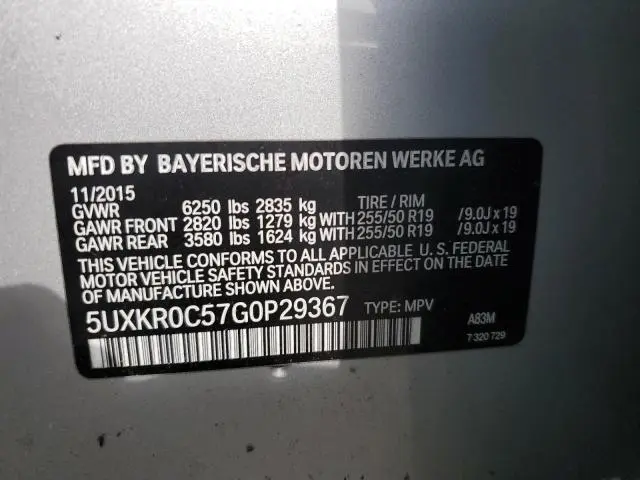 MFD BY BAYERISCHE MOTOREN WERKE AG
11/2015 TIRE / RIM
GVWR 6250 lbs 2835 kg
GAWR FRONT 2820 lbs 1279 kg WITH 255/50 R19 /9.0J x 19
GAWR REAR 3580 lbs 1624 kg WITH 255/50 R19 /9.0J x 19
THIS VEHICLE CONFORMS TO ALL APPLICABLE U.S. FEDERAL
MOTOR VEHICLE SAFETY STANDARDS IN EFFECT ON THE DATE
OF MANUFACTURE SHOWN ABOVE.
5UXKR0C57G0P29367 TYPE: MPV
A83M
7 320 729